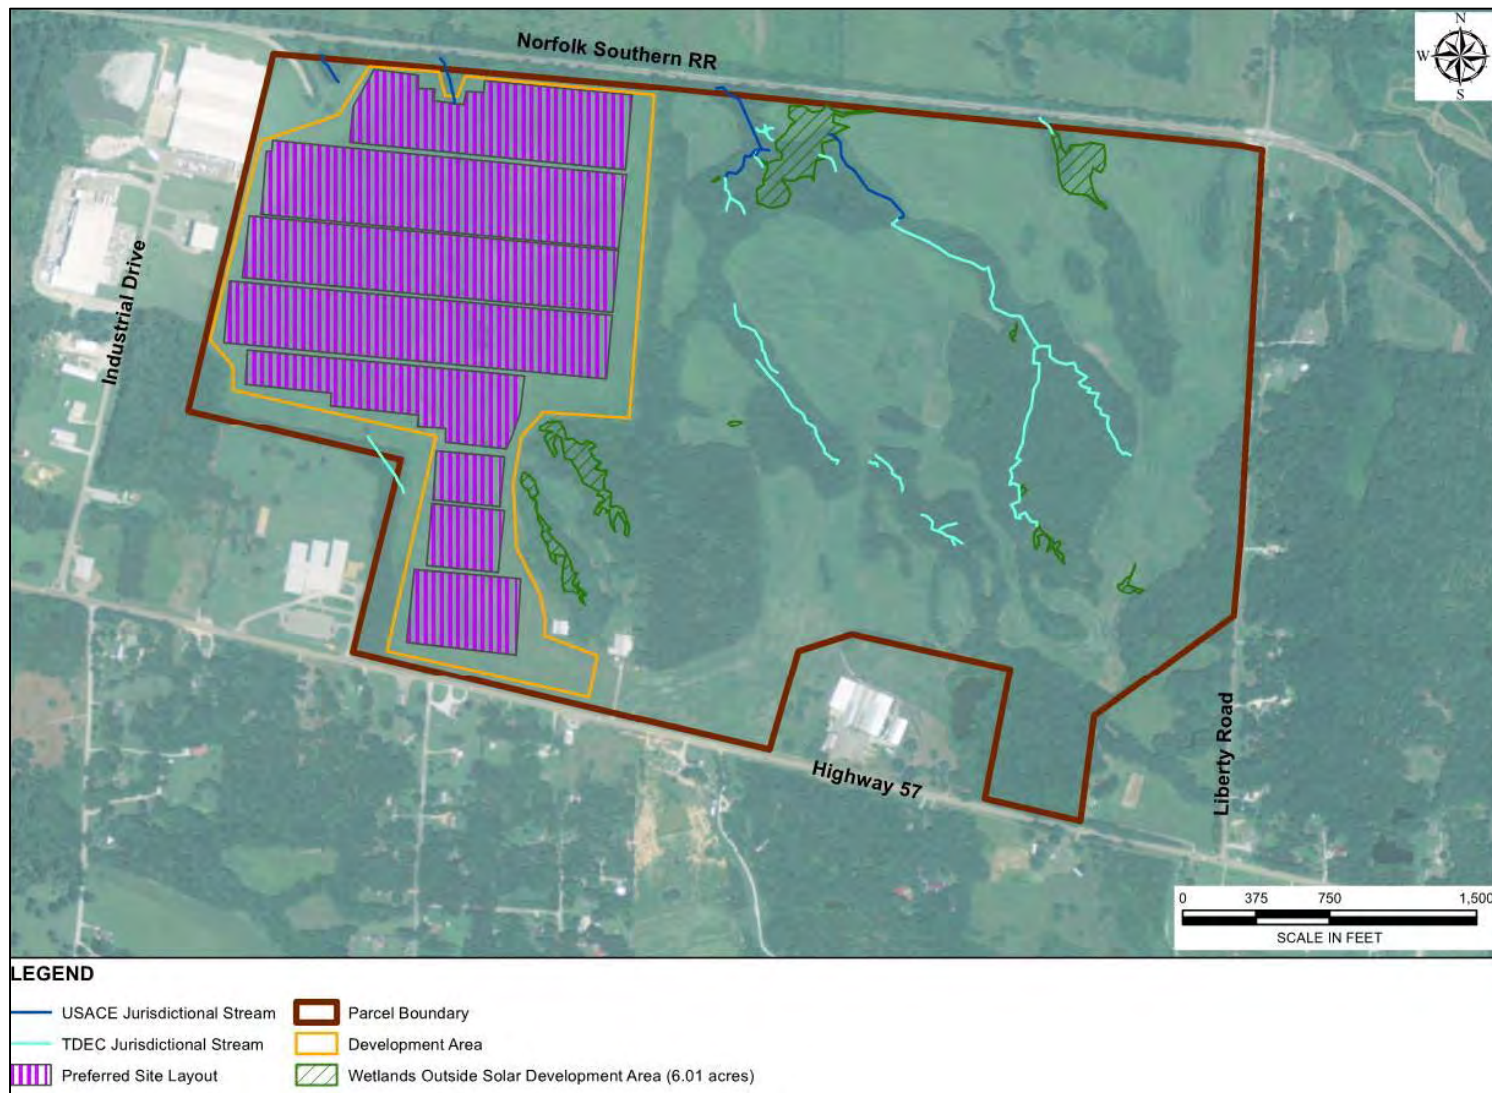 N
W E
S
Norfolk Southern RR
Industrial Drive
Highway 57
Liberty Road
0 375 750 1,500
SCALE IN FEET
LEGEND
USACE Jurisdictional Stream
Parcel Boundary
TDEC Jurisdictional Stream
Development Area
Preferred Site Layout
Wetlands Outside Solar Development Area (6.01 acres)